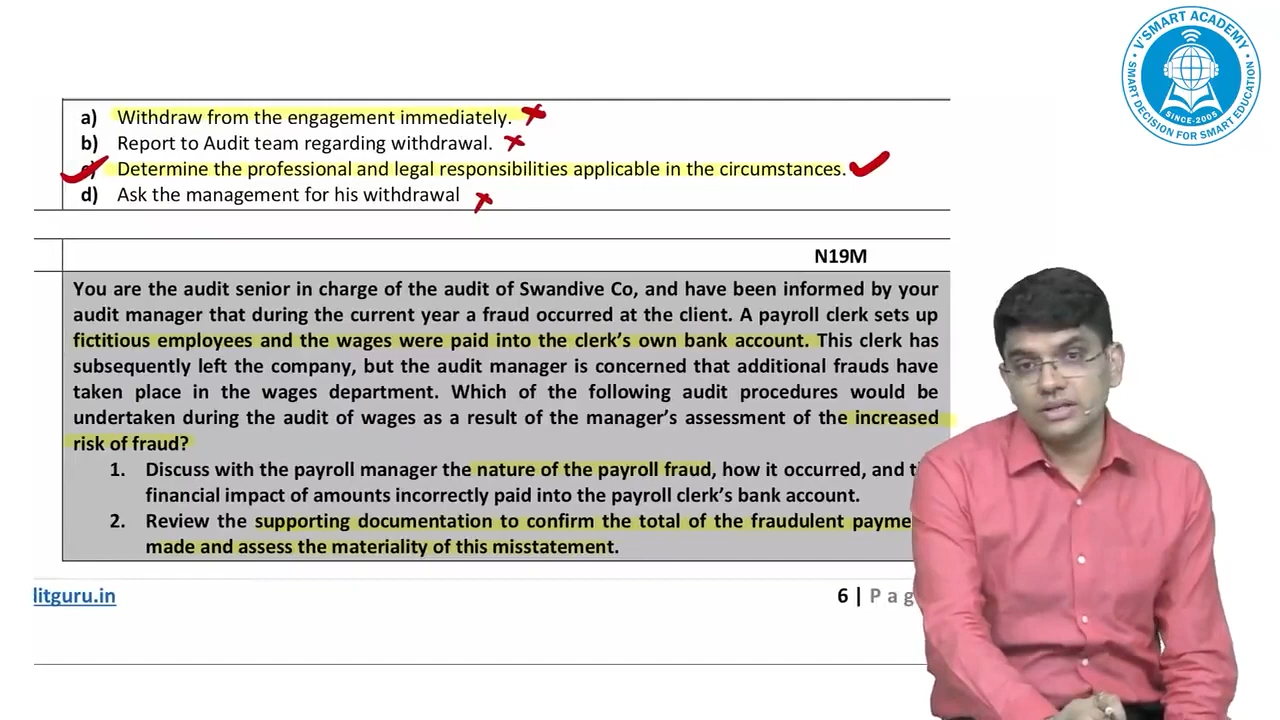 V'SMART ACADEMY
SINCE-2005
SMART DECISION FOR SMART EDUCATION
a) Withdraw from the engagement immediately.
b) Report to Audit team regarding withdrawal.
c) Determine the professional and legal responsibilities applicable in the circumstances.
d) Ask the management for his withdrawal
N19M
You are the audit senior in charge of the audit of Swandive Co, and have been informed by your
audit manager that during the current year a fraud occurred at the client. A payroll clerk sets up
fictitious employees and the wages were paid into the clerk's own bank account. This clerk has
subsequently left the company, but the audit manager is concerned that additional frauds have
taken place in the wages department. Which of the following audit procedures would be
undertaken during the audit of wages as a result of the manager's assessment of the increased
risk of fraud?
1. Discuss with the payroll manager the nature of the payroll fraud, how it occurred, and
financial impact of amounts incorrectly paid into the payroll clerk's bank account.
2. Review the supporting documentation to confirm the total of the fraudulent
made and assess the materiality of this misstatement.
ditguru.in
6 |